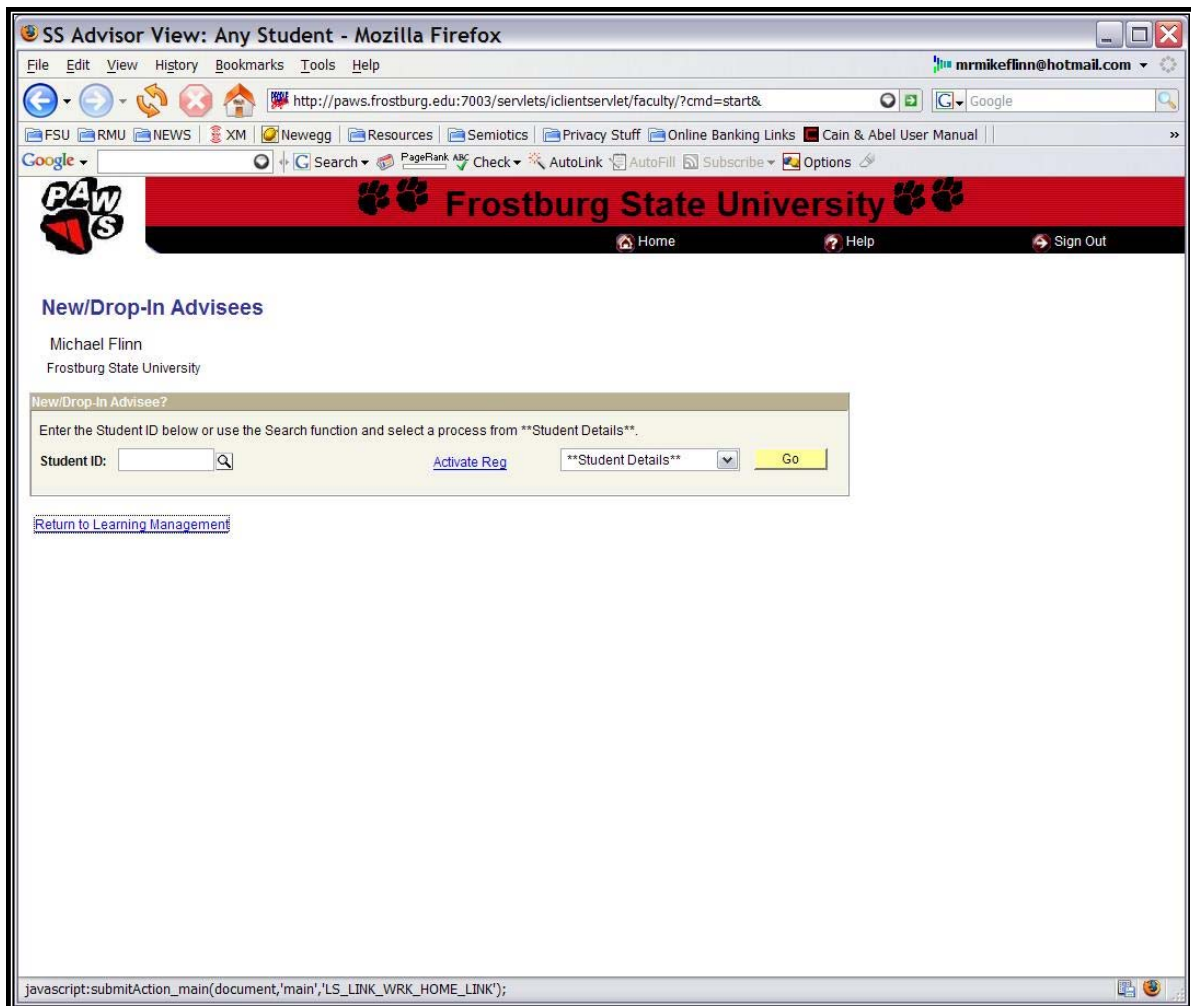 SS Advisor View: Any Student - Mozilla Firefox
File Edit View History Bookmarks Tools Help mrmikeflinn@hotmail.com
http://paws.frostburg.edu:7003/servlets/iclientservlet/faculty/?cmd=start& G Google
FSU RMU NEWS XM Newegg Resources Semiotics Privacy Stuff Online Banking Links Cain & Abel User Manual »
Google G Search PageRank ABC Check AutoLink AutoFill Subscribe Options
PAWS Frostburg State University
Home Help Sign Out
New/Drop-In Advisees
Michael Flinn
Frostburg State University
New/Drop-In Advisee?
Enter the Student ID below or use the Search function and select a process from **Student Details**.
Student ID: Activate Reg **Student Details** Go
Return to Learning Management
javascript:submitAction_main(document,'main','LS_LINK_WRK_HOME_LINK');